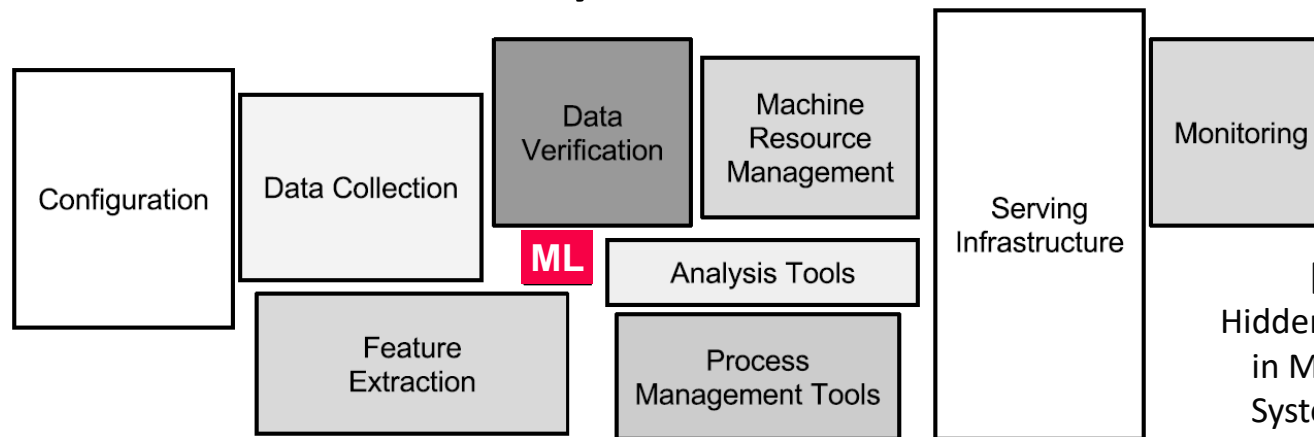 Configuration
Data Collection
Feature
Extraction
Data
Verification
ML
Machine
Resource
Management
Analysis Tools
Process
Management Tools
Serving
Infrastructure
Monitoring
in